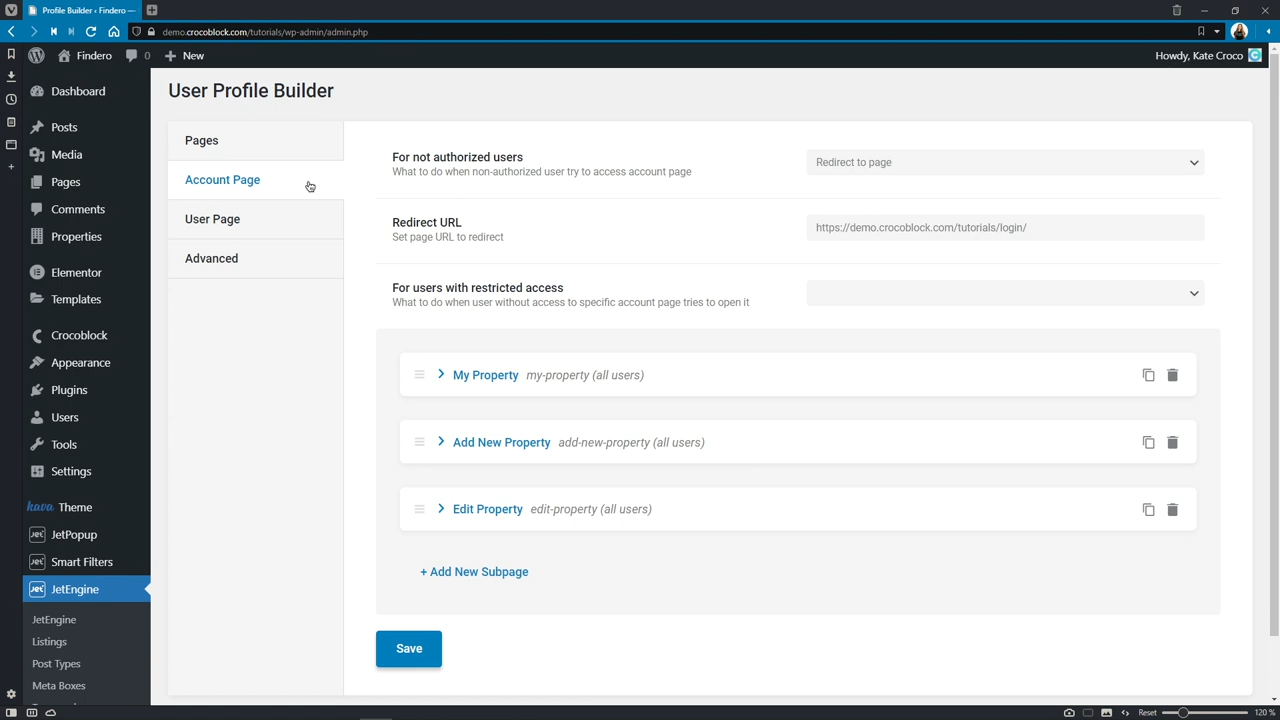 Profile Builder ‹ Findero —
demo.crocoblock.com/tutorials/wp-admin/admin.php
Findero
0
New
Howdy, Kate Croco
Dashboard
Posts
Media
Pages
Comments
Properties
Elementor
Templates
Crocoblock
Appearance
Plugins
Users
Tools
Settings
kava Theme
Jet JetPopup
Jet Smart Filters
Jet JetEngine
JetEngine
Listings
Post Types
Meta Boxes
User Profile Builder
Pages
Account Page
User Page
Advanced
For not authorized users
What to do when non-authorized user try to access account page
Redirect to page
Redirect URL
Set page URL to redirect
https://demo.crocoblock.com/tutorials/login/
For users with restricted access
What to do when user without access to specific account page tries to open it
My Property my-property (all users)
Add New Property add-new-property (all users)
Edit Property edit-property (all users)
+ Add New Subpage
Save
Reset
120 %